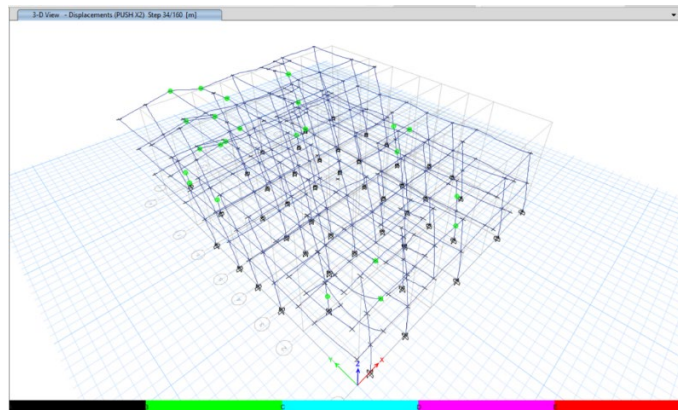 3-D View - Displacements (PUSH X2) Step 34/160 [m]
Z
Y
X
B
C
D
E